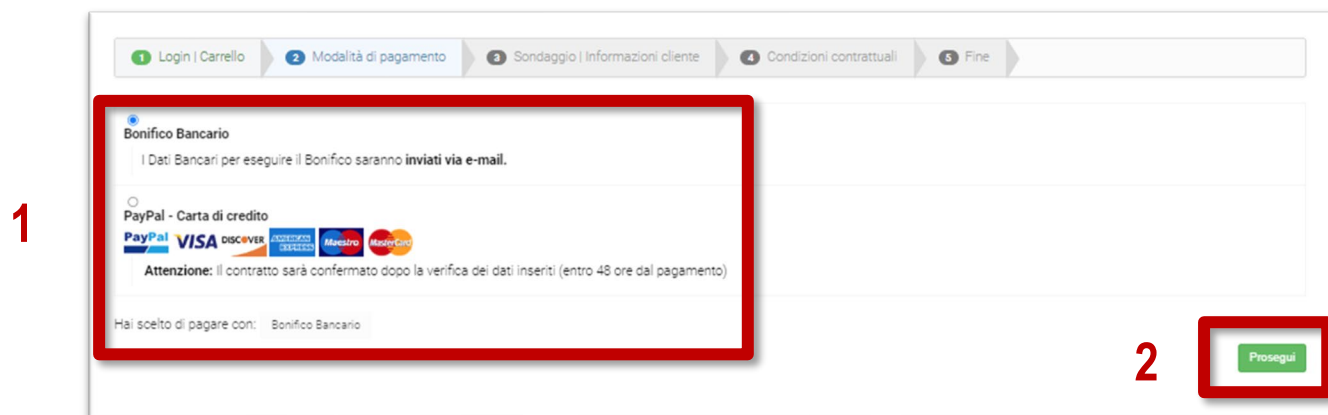 1 Login | Carrello 2 Modalità di pagamento 3 Sondaggio | Informazioni cliente 4 Condizioni contrattuali 5 Fine
Bonifico Bancario
I Dati Bancari per eseguire il Bonifico saranno inviati via e-mail.
1
PayPal - Carta di credito
PayPal VISA DISCOVER AMERICAN EXPRESS Maestro MasterCard
Attenzione: Il contratto sarà confermato dopo la verifica dei dati inseriti (entro 48 ore dal pagamento)
Hai scelto di pagare con: Bonifico Bancario
2
Prosegui